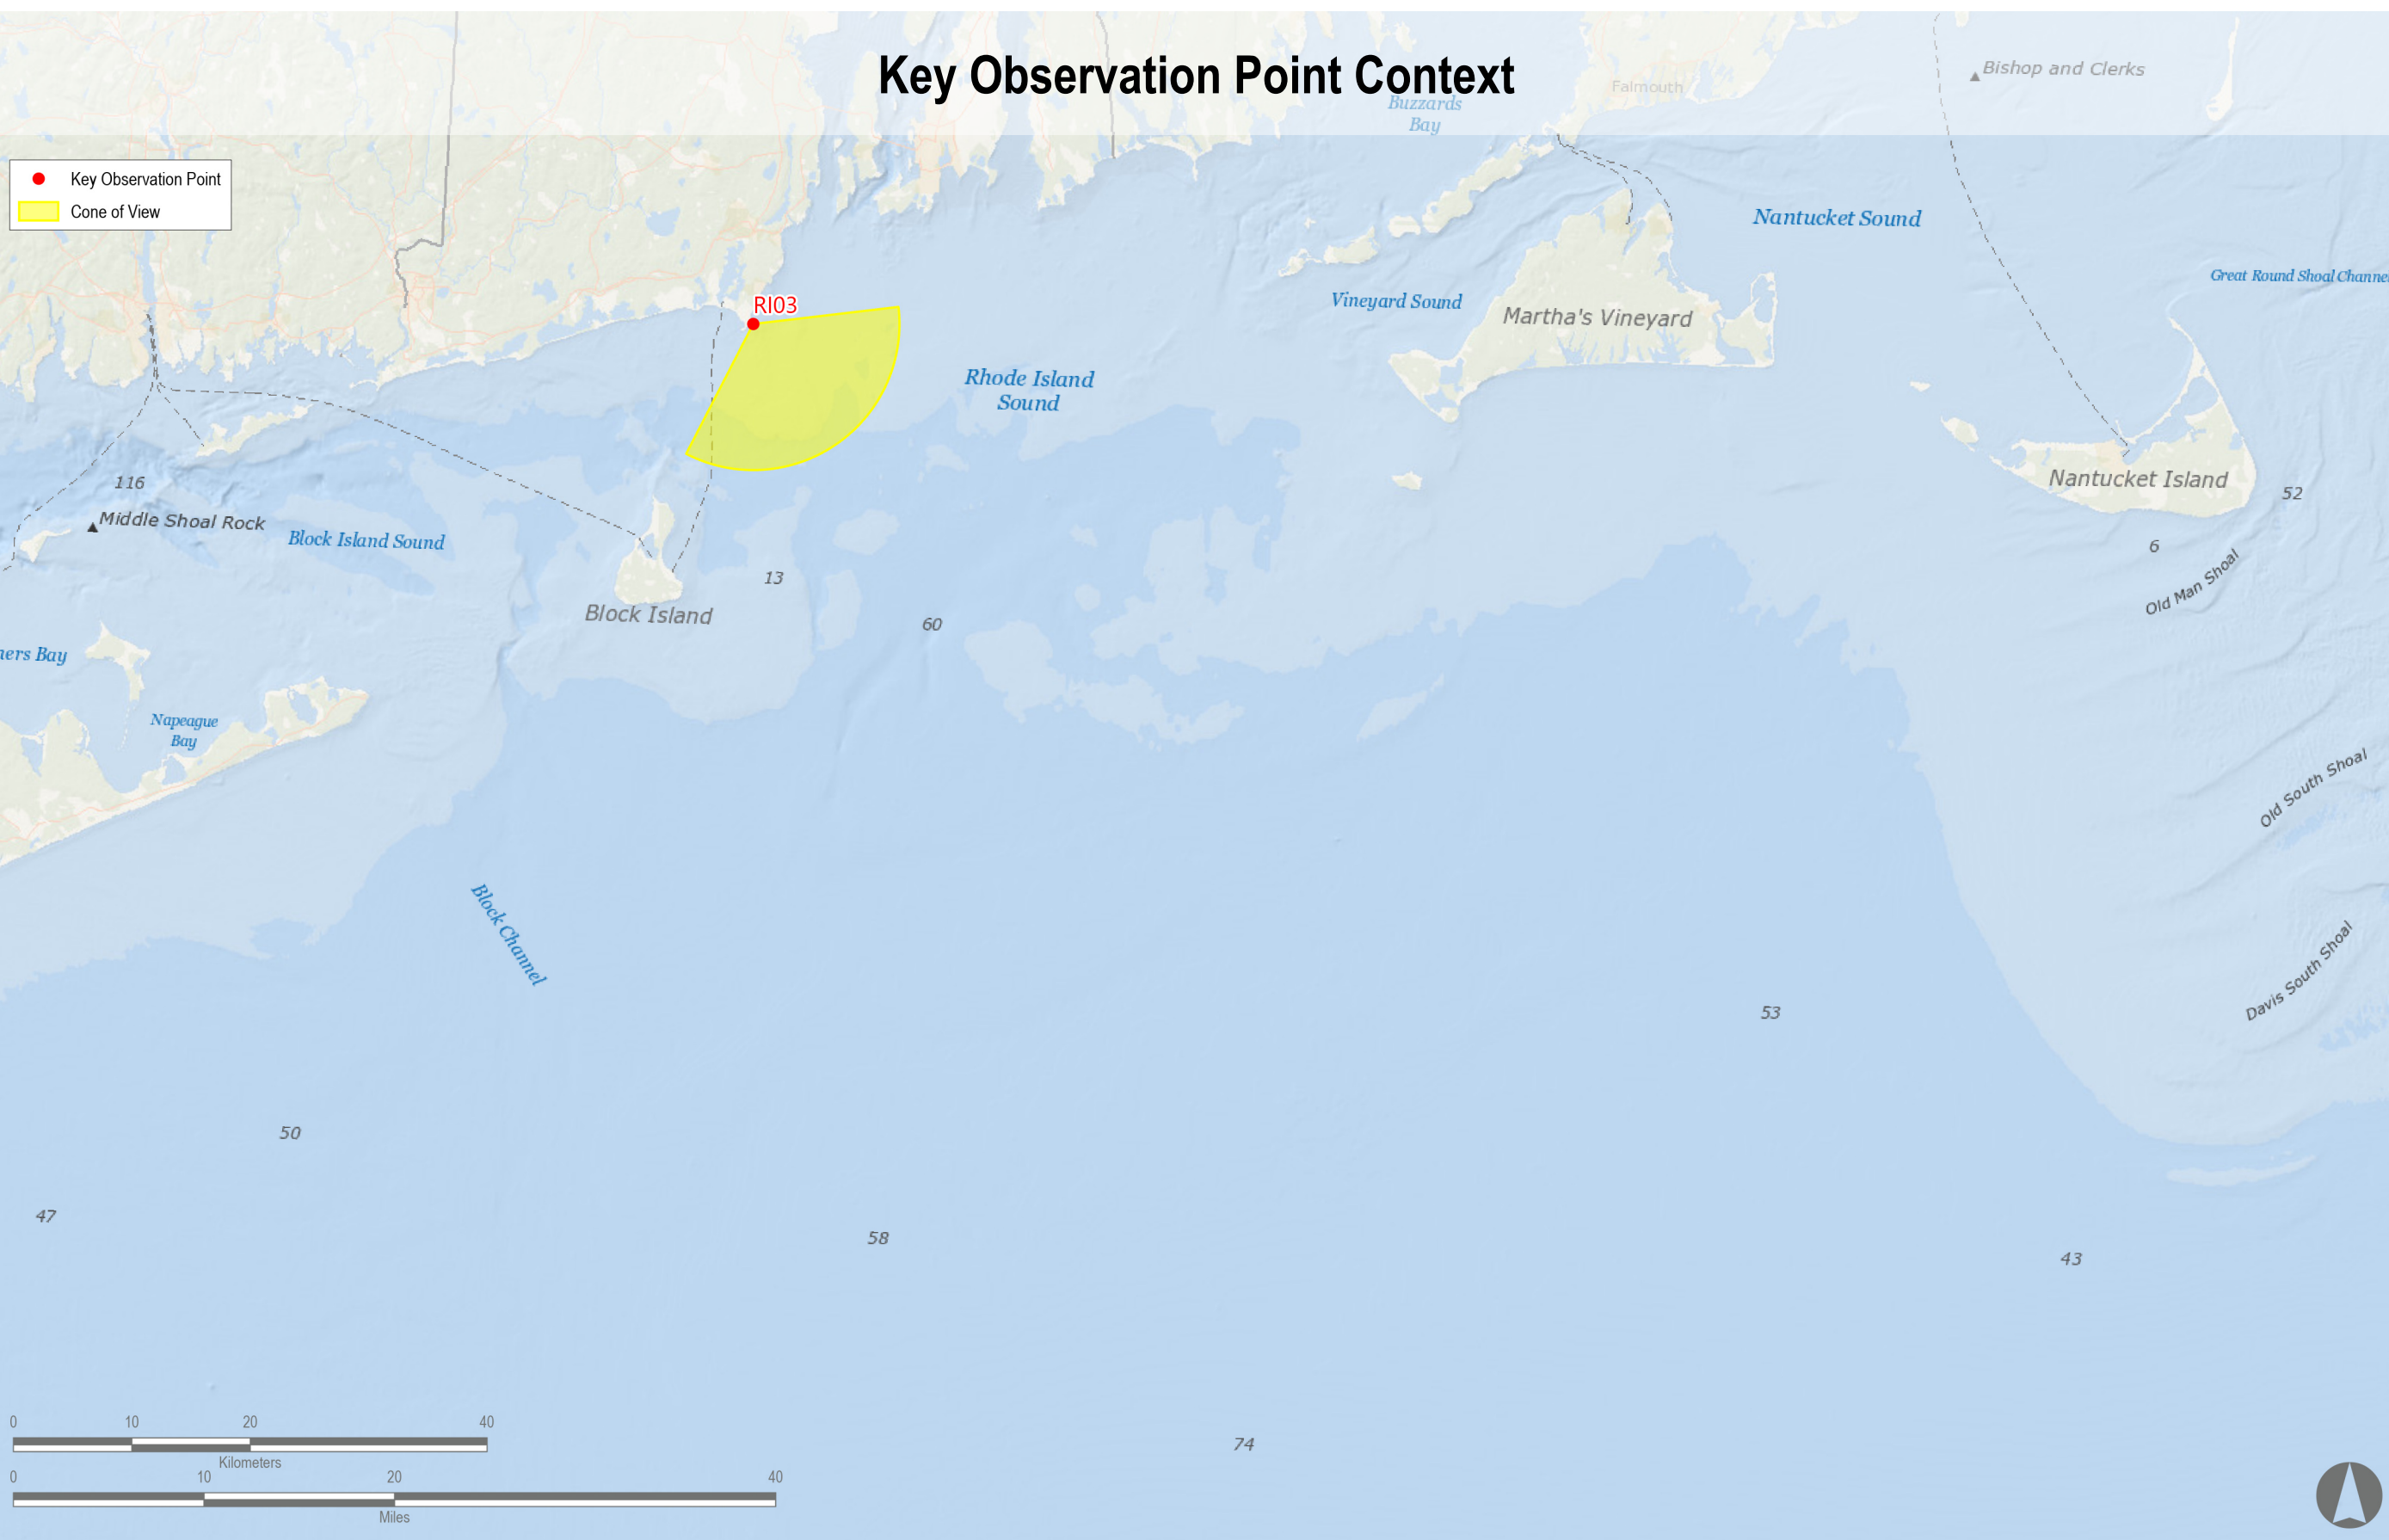 Key Observation Point Context
Bishop and Clerks
Falmouth
Buzzards
Bay
Key Observation Point
Cone of View
Nantucket Sound
Great Round Shoal Channel
RI03
Vineyard Sound
Martha's Vineyard
Rhode Island
Sound
116
Nantucket Island
52
Middle Shoal Rock
Block Island Sound
6
Old Man Shoal
13
Block Island
60
ners Bay
Napeague
Bay
Old South Shoal
Block Channel
Davis South Shoal
53
50
47
58
43
0 10 20 40
Kilometers
74
0 10 20 40
Miles